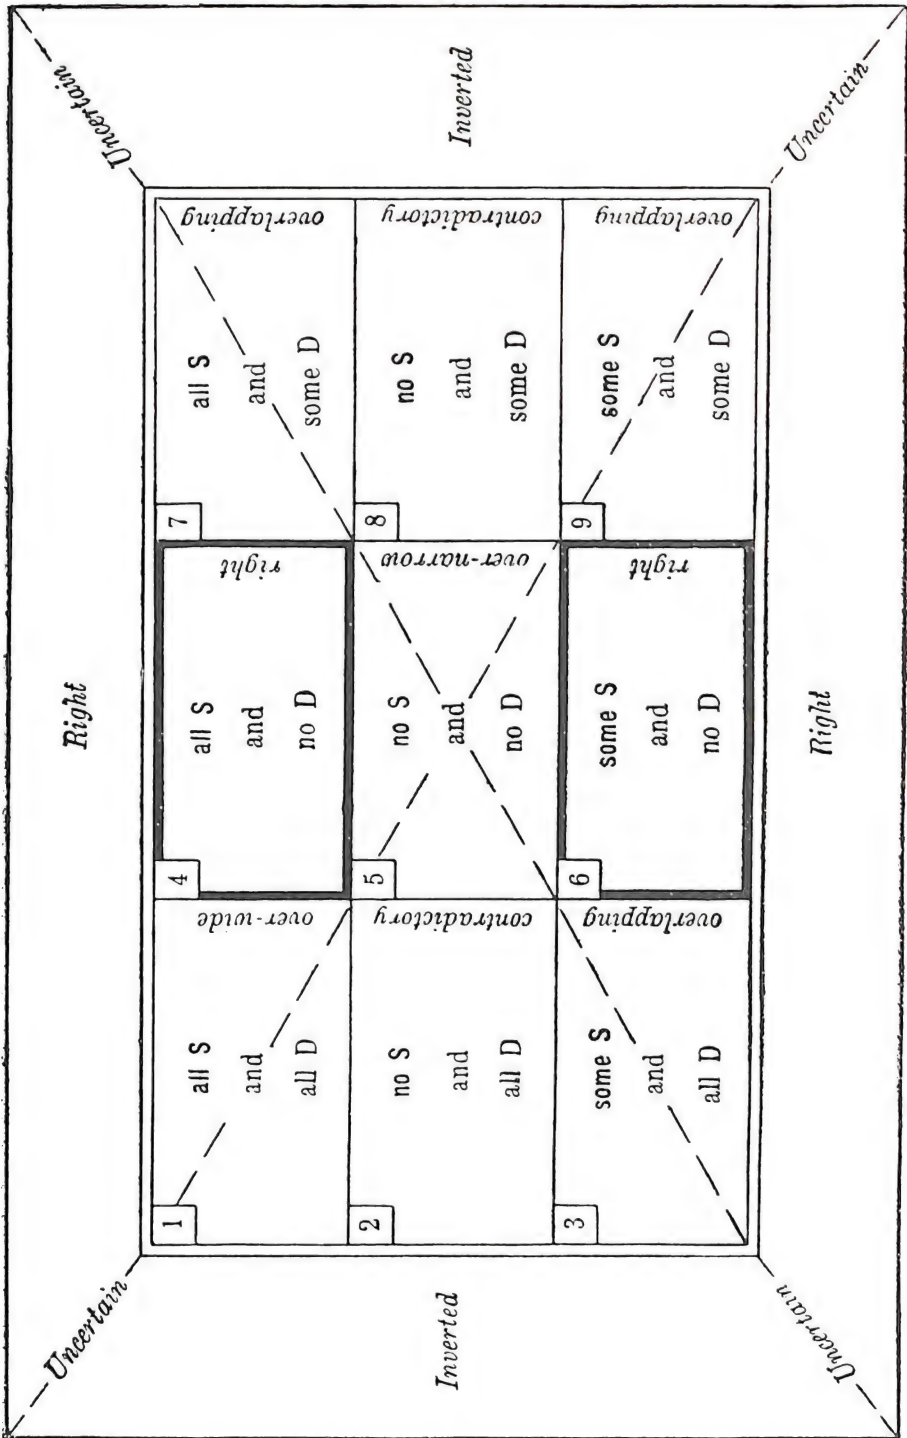 Uncertain
Right
Uncertain
Inverted
1
all S
and
all D
over-wide
2
no S
and
all D
contradictory
3
some S
and
all D
overlapping
4
all S
and
no D
right
5
no S
and
no D
over-narrow
6
some S
and
no D
right
7
all S
and
some D
overlapping
8
no S
and
some D
contradictory
9
some S
and
some D
overlapping
Inverted
Uncertain
Right
Uncertain